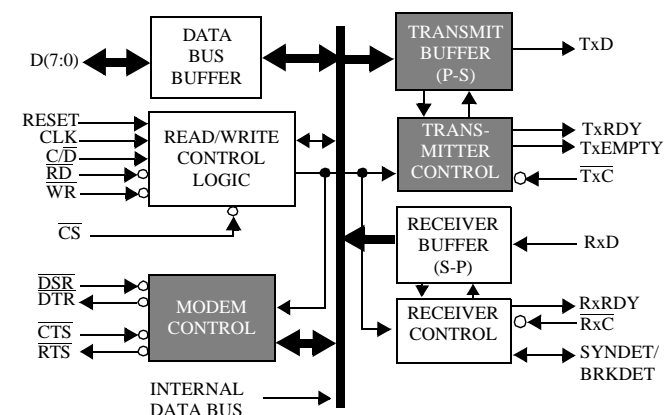 DATA
BUS
BUFFER
D(7:0)
TRANSMIT
BUFFER
(P-S)
TxD
RESET
CLK
C/D
RD
WR
READ/WRITE
CONTROL
LOGIC
CS
TRANS-
MITTER
CONTROL
TxRDY
TxEMPTY
TxC
RECEIVER
BUFFER
(S-P)
RxD
DSR
DTR
CTS
RTS
MODEM
CONTROL
RECEIVER
CONTROL
RxRDY
RxC
SYNDET/
BRKDET
INTERNAL
DATA BUS